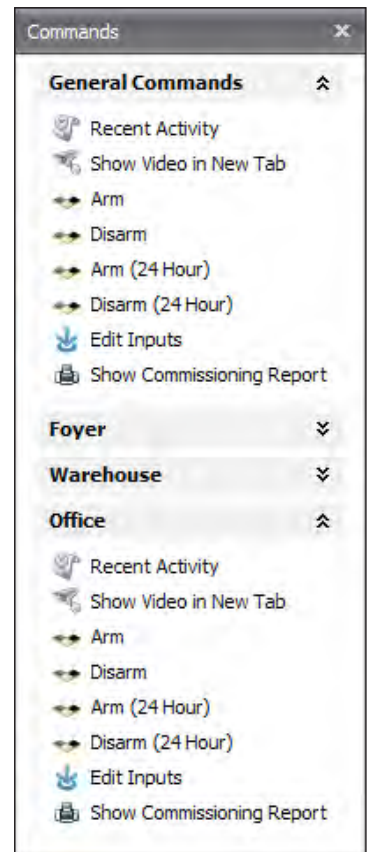 Commands
General Commands
Recent Activity
Show Video in New Tab
Arm
Disarm
Arm (24 Hour)
Disarm (24 Hour)
Edit Inputs
Show Commissioning Report
Foyer
Warehouse
Office
Recent Activity
Show Video in New Tab
Arm
Disarm
Arm (24 Hour)
Disarm (24 Hour)
Edit Inputs
Show Commissioning Report